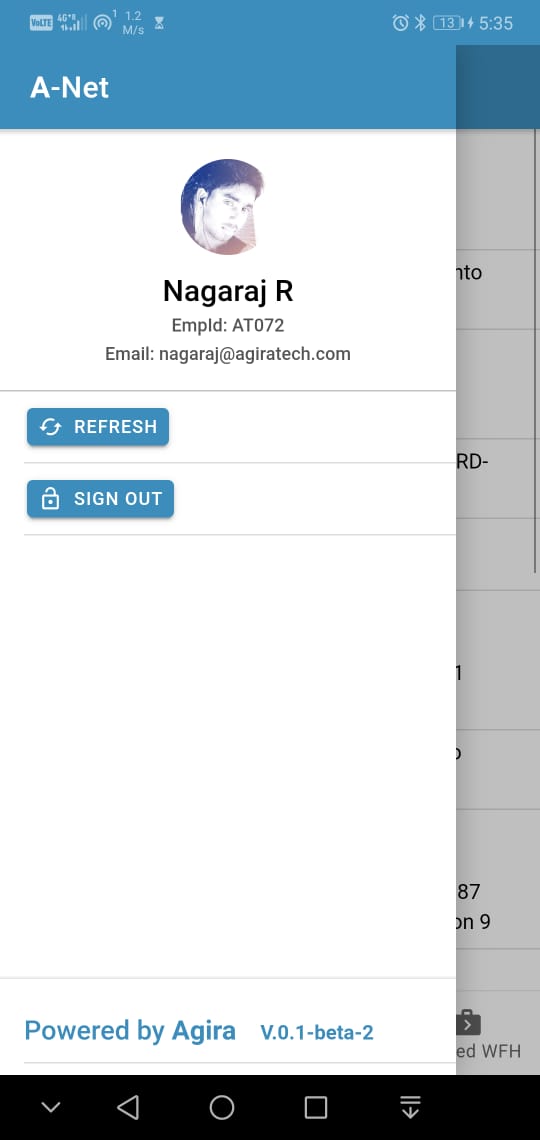 VoLTE 4G 1 1.2 M/s 13 5:35
A-Net
Nagaraj R
EmpId: AT072
Email: nagaraj@agiratech.com
REFRESH
SIGN OUT
nto
RD-
1
87
on 9
Powered by Agira V.0.1-beta-2
ed WFH